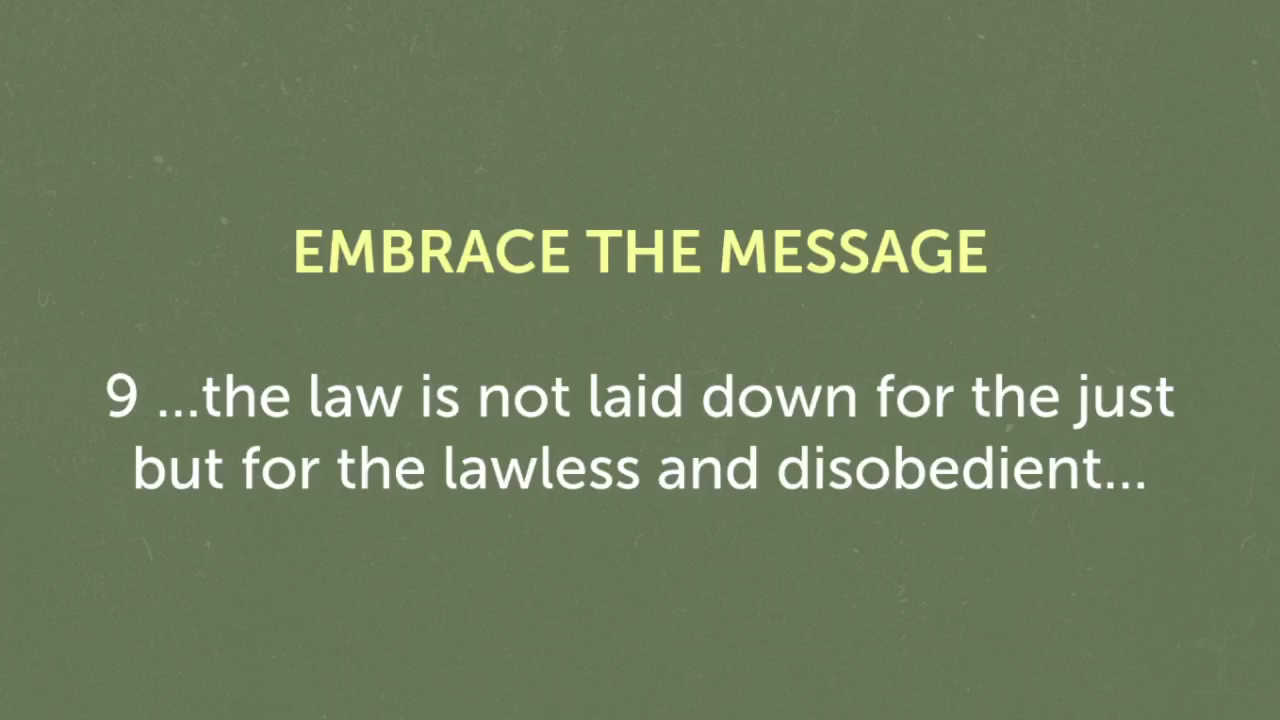 EMBRACE THE MESSAGE
9 ...the law is not laid down for the just
but for the lawless and disobedient...